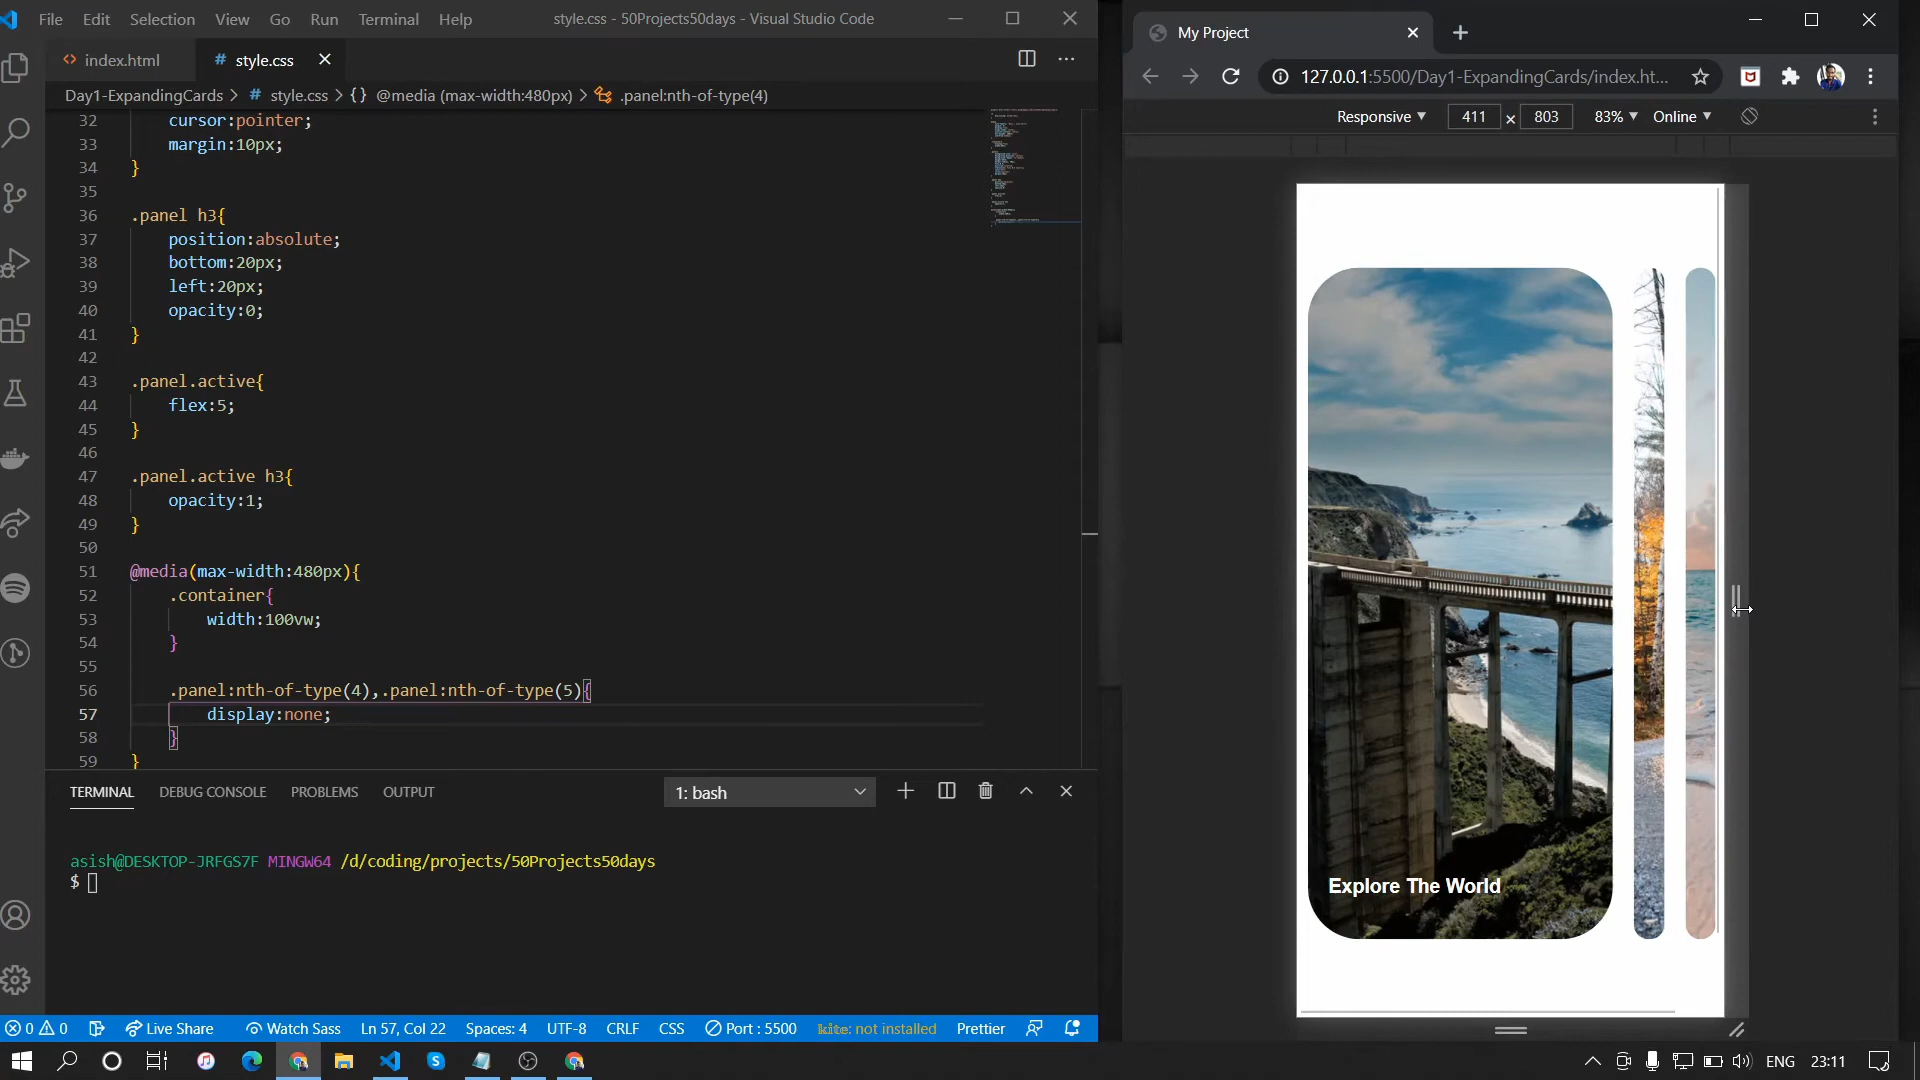 File Edit Selection View Go Run Terminal Help style.css - 50Projects50days - Visual Studio Code
<> index.html # style.css
Day1-ExpandingCards > # style.css > {} @media (max-width:480px) > .panel:nth-of-type(4)
32 cursor:pointer;
33 margin:10px;
34 }
35
36 .panel h3{
37 position:absolute;
38 bottom:20px;
39 left:20px;
40 opacity:0;
41 }
42
43 .panel.active{
44 flex:5;
45 }
46
47 .panel.active h3{
48 opacity:1;
49 }
50
51 @media(max-width:480px){
52 .container{
53 width:100vw;
54 }
55
56 .panel:nth-of-type(4),.panel:nth-of-type(5){
57 display:none;
58 }
59 }
TERMINAL DEBUG CONSOLE PROBLEMS OUTPUT 1: bash
asish@DESKTOP-JRFGS7F MINGW64 /d/coding/projects/50Projects50days
$
0 0 Live Share Watch Sass Ln 57, Col 22 Spaces: 4 UTF-8 CRLF CSS Port : 5500 kite: not installed Prettier
My Project
127.0.0.1:5500/Day1-ExpandingCards/index.ht...
Responsive 411 × 803 83% Online
Explore The World
ENG 23:11